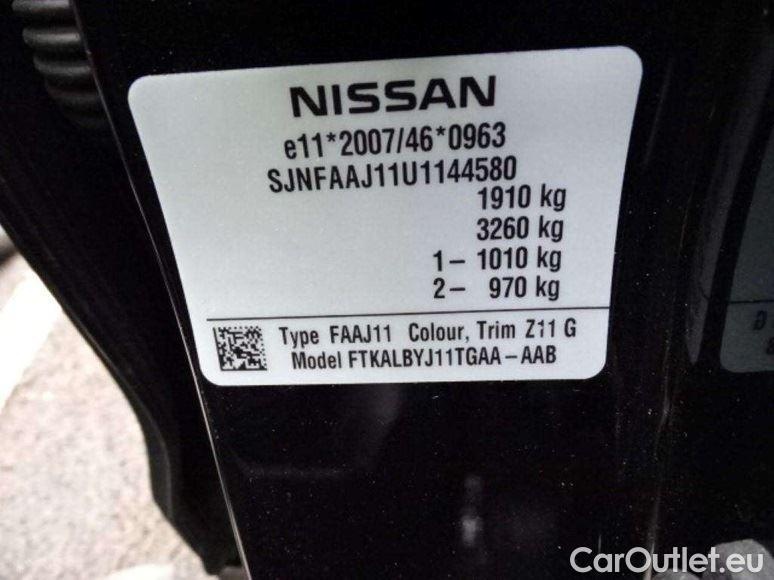 NISSAN
e11*2007/46*0963
SJNFAAJ11U1144580
1910 kg
3260 kg
1- 1010 kg
2- 970 kg
Type FAAJ11 Colour, Trim Z11 G
Model FTKALBYJ11TGAA-AAB
CarOutlet.eu